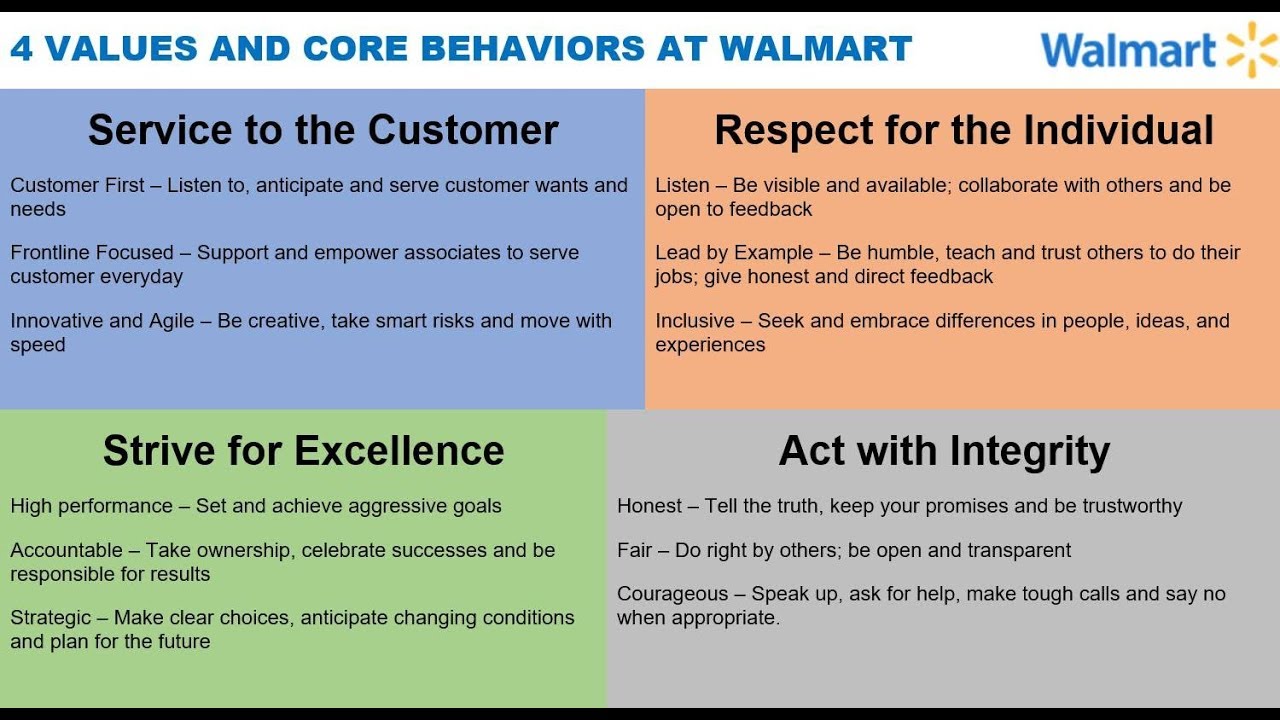 4 VALUES AND CORE BEHAVIORS AT WALMART
Walmart
Service to the Customer
Customer First – Listen to, anticipate and serve customer wants and
needs
Frontline Focused – Support and empower associates to serve
customer everyday
Innovative and Agile – Be creative, take smart risks and move with
speed
Respect for the Individual
Listen – Be visible and available; collaborate with others and be
open to feedback
Lead by Example – Be humble, teach and trust others to do their
jobs; give honest and direct feedback
Inclusive – Seek and embrace differences in people, ideas, and
experiences
Strive for Excellence
High performance – Set and achieve aggressive goals
Accountable – Take ownership, celebrate successes and be
responsible for results
Strategic – Make clear choices, anticipate changing conditions
and plan for the future
Act with Integrity
Honest – Tell the truth, keep your promises and be trustworthy
Fair – Do right by others; be open and transparent
Courageous – Speak up, ask for help, make tough calls and say no
when appropriate.